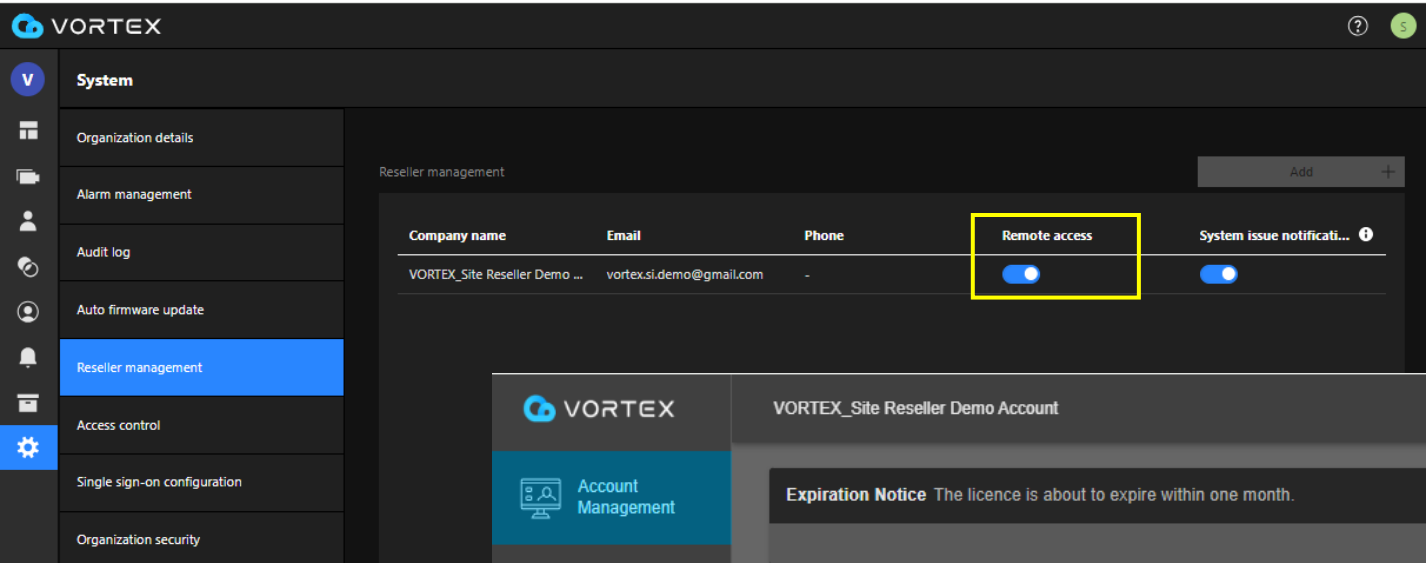 VORTEX
S
V
System
Organization details
Alarm management
Audit log
Auto firmware update
Reseller management
Access control
Single sign-on configuration
Organization security
Reseller management
Add +
Company name Email Phone Remote access System issue notificati...
VORTEX_Site Reseller Demo ... vortex.si.demo@gmail.com - 
VORTEX
VORTEX_Site Reseller Demo Account
Account
Management
Expiration Notice The licence is about to expire within one month.